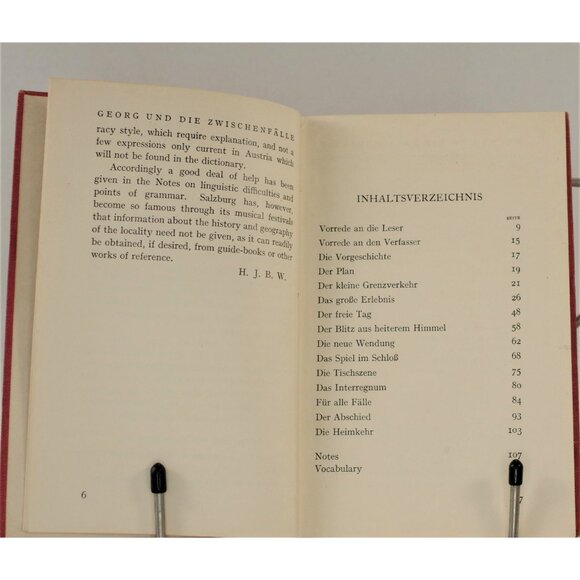 GEORG UND DIE ZWISCHENFÄLLE
racy style, which require explanation, and not a
few expressions only current in Austria which
will not be found in the dictionary.
Accordingly a good deal of help has been
given in the Notes on linguistic difficulties and
points of grammar. Salzburg has, however,
become so famous through its musical festivals
that information about the history and geography
of the locality need not be given, as it can readily
be obtained, if desired, from guide-books or other
works of reference.
H. J. B. W.
6
INHALTSVERZEICHNIS
SEITE
Vorrede an die Leser 9
Vorrede an den Verfasser 15
Die Vorgeschichte 17
Der Plan 19
Der kleine Grenzverkehr 21
Das große Erlebnis 26
Der freie Tag 48
Der Blitz aus heiterem Himmel 58
Die neue Wendung 62
Das Spiel im Schloß 68
Die Tischszene 75
Das Interregnum 80
Für alle Fälle 84
Der Abschied 93
Die Heimkehr 103
Notes 107
Vocabulary
7